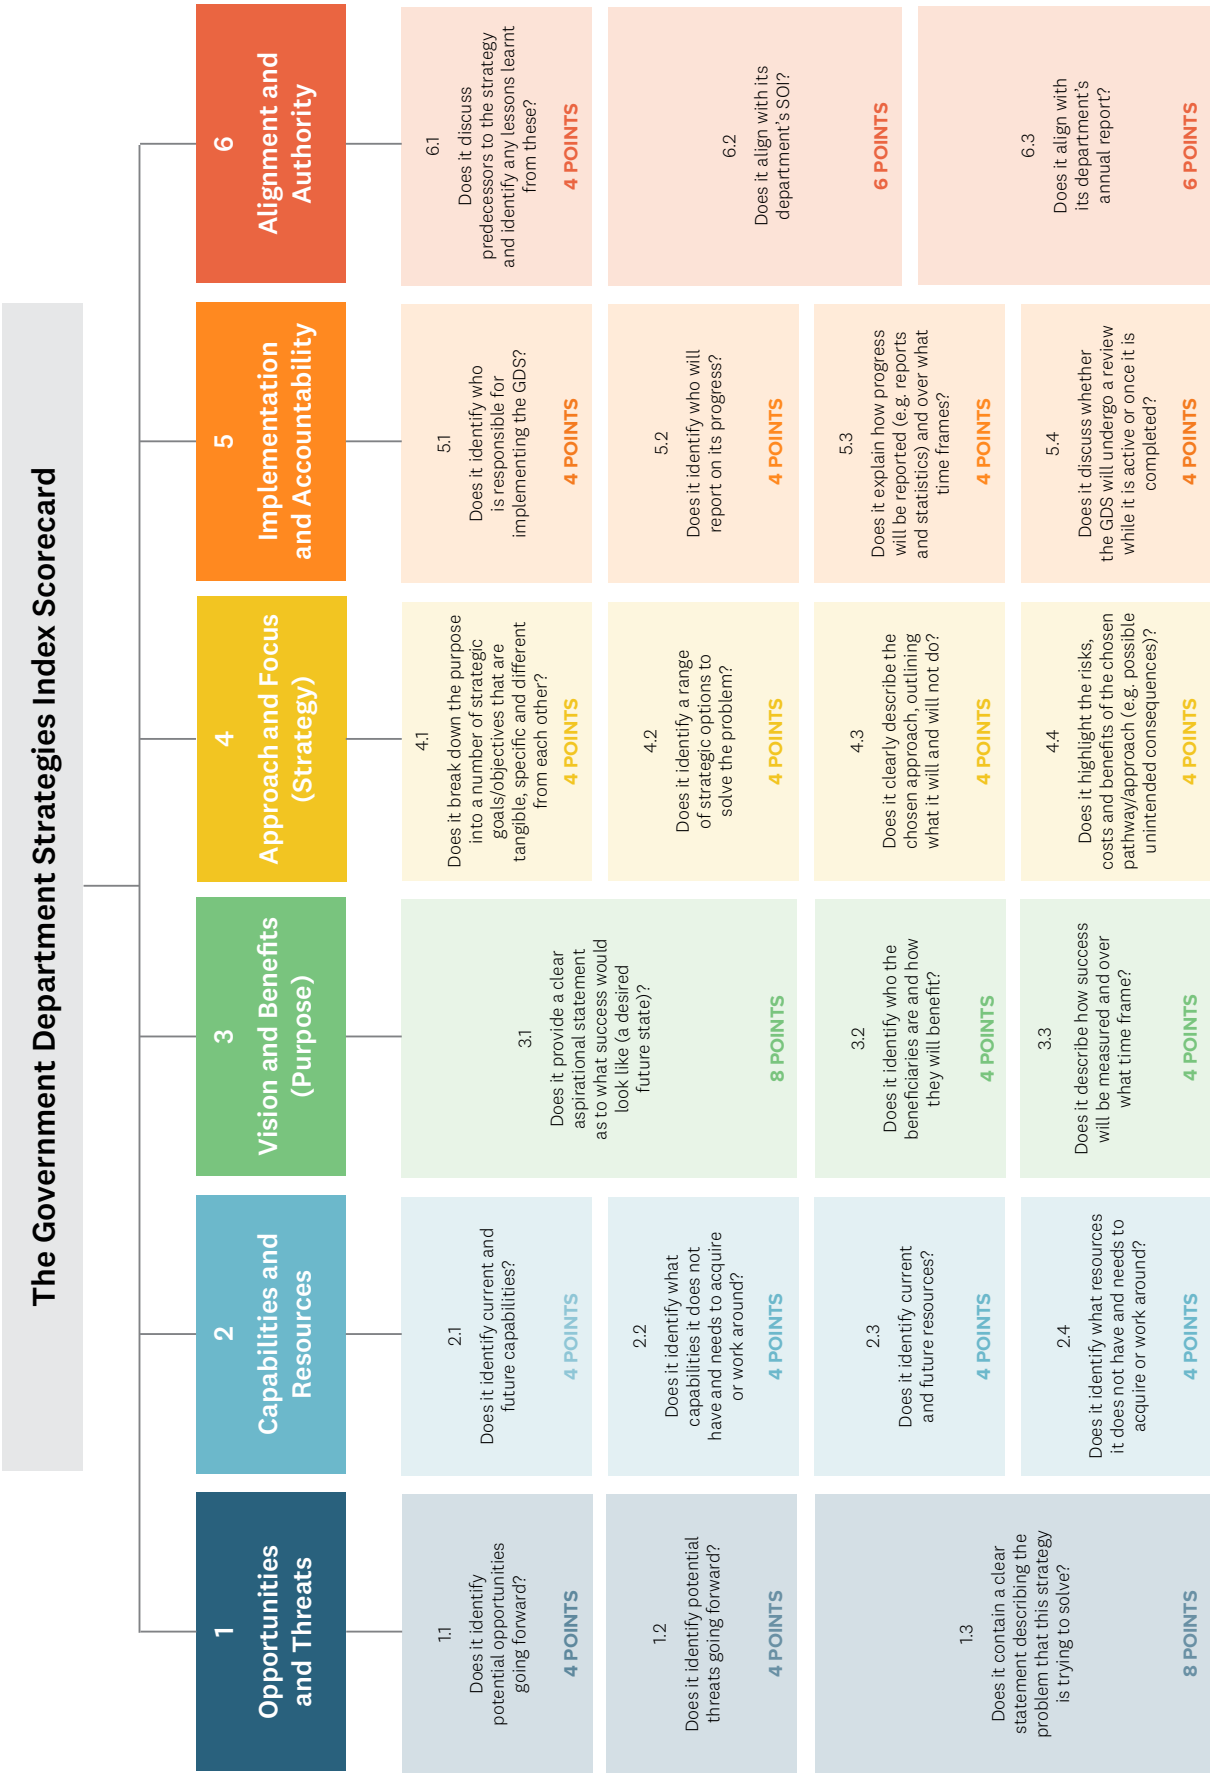 The Government Department Strategies Index Scorecard
1
Opportunities
and Threats
1.1
Does it identify
potential opportunities
going forward?
4 POINTS
1.2
Does it identify potential
threats going forward?
4 POINTS
1.3
Does it contain a clear
statement describing the
problem that this strategy
is trying to solve?
8 POINTS
2
Capabilities and
Resources
2.1
Does it identify current and
future capabilities?
4 POINTS
2.2
Does it identify what
capabilities it does not
have and needs to acquire
or work around?
4 POINTS
2.3
Does it identify current
and future resources?
4 POINTS
2.4
Does it identify what resources
it does not have and needs to
acquire or work around?
4 POINTS
3
Vision and Benefits
(Purpose)
3.1
Does it provide a clear
aspirational statement
as to what success would
look like (a desired
future state)?
8 POINTS
3.2
Does it identify who the
beneficiaries are and how
they will benefit?
4 POINTS
3.3
Does it describe how success
will be measured and over
what time frame?
4 POINTS
4
Approach and Focus
(Strategy)
4.1
Does it break down the purpose
into a number of strategic
goals/objectives that are
tangible, specific and different
from each other?
4 POINTS
4.2
Does it identify a range
of strategic options to
solve the problem?
4 POINTS
4.3
Does it clearly describe the
chosen approach, outlining
what it will and will not do?
4 POINTS
4.4
Does it highlight the risks,
costs and benefits of the chosen
pathway/approach (e.g. possible
unintended consequences)?
4 POINTS
5
Implementation
and Accountability
5.1
Does it identify who
is responsible for
implementing the GDS?
4 POINTS
5.2
Does it identify who will
report on its progress?
4 POINTS
5.3
Does it explain how progress
will be reported (e.g. reports
and statistics) and over what
time frames?
4 POINTS
5.4
Does it discuss whether
the GDS will undergo a review
while it is active or once it is
completed?
4 POINTS
6
Alignment and
Authority
6.1
Does it discuss
predecessors to the strategy
and identify any lessons learnt
from these?
4 POINTS
6.2
Does it align with its
department's SOI?
6 POINTS
6.3
Does it align with
its department's
annual report?
6 POINTS